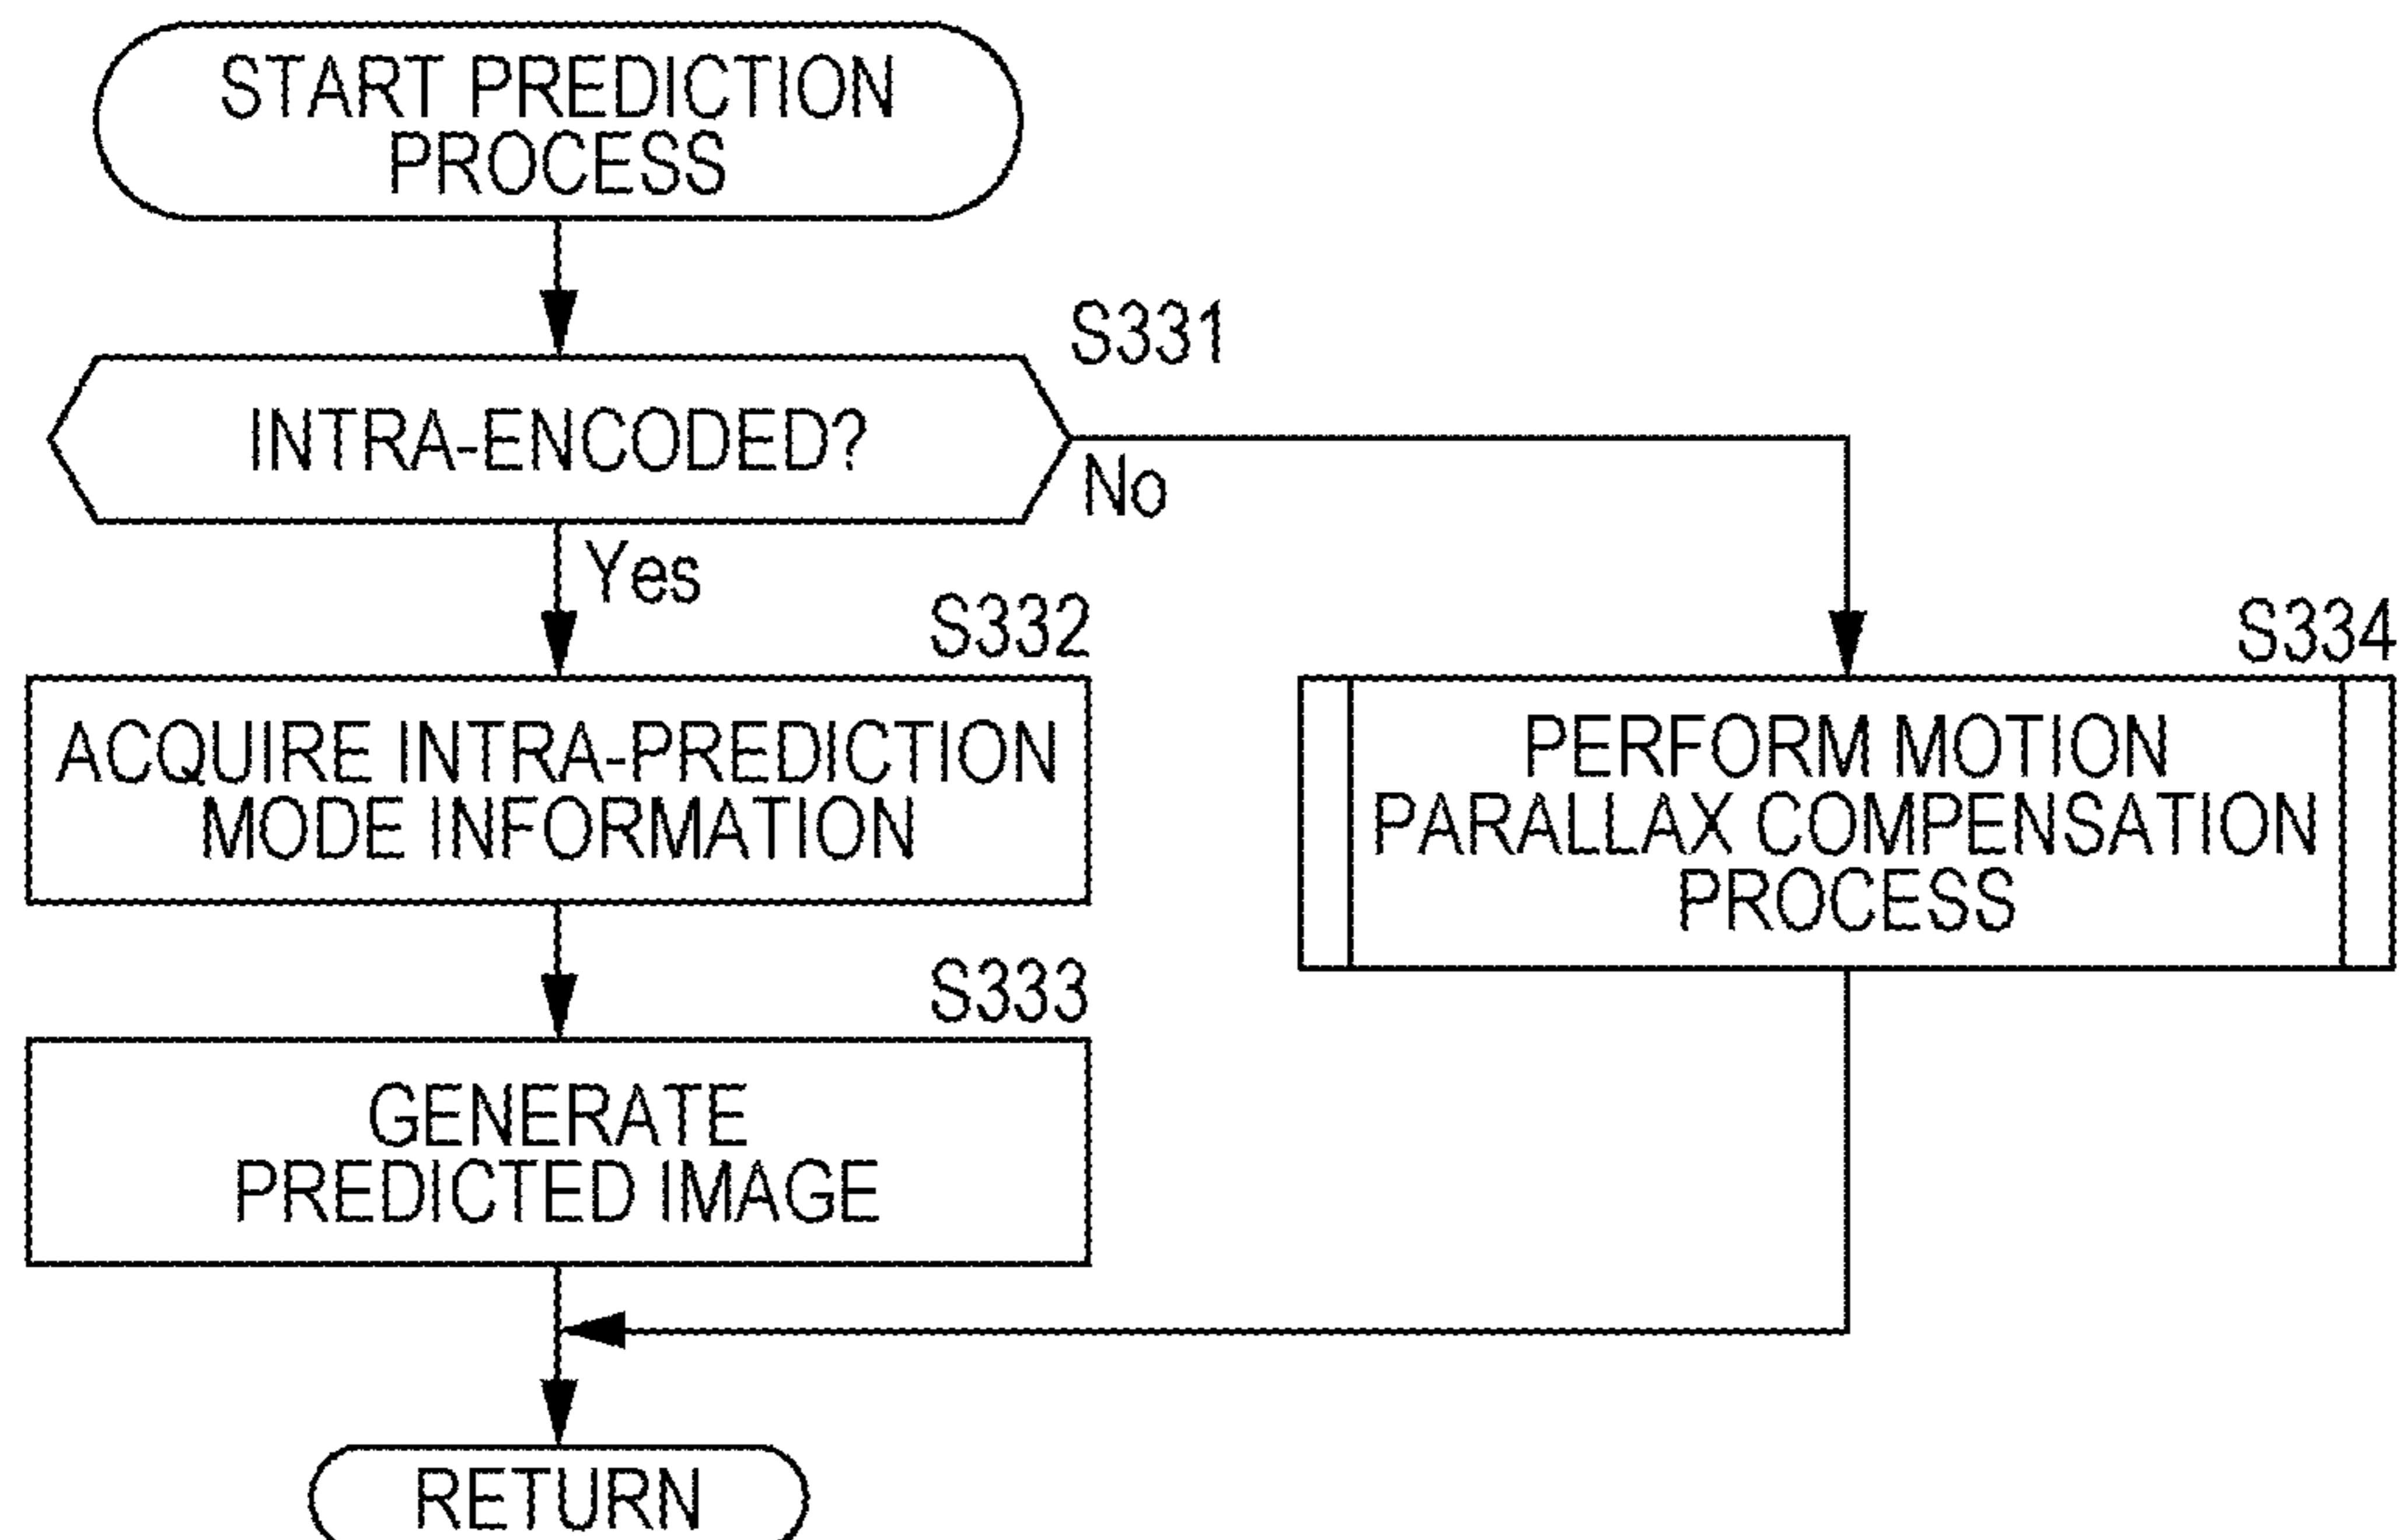 START PREDICTION
PROCESS
S331
INTRA-ENCODED?
No
Yes
S332
ACQUIRE INTRA-PREDICTION
MODE INFORMATION
S334
PERFORM MOTION
PARALLAX COMPENSATION
PROCESS
S333
GENERATE
PREDICTED IMAGE
RETURN